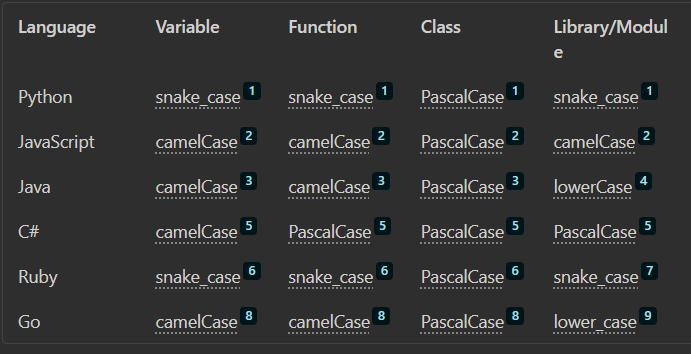 Language Variable Function Class Library/Modul
e
Python snake_case 1 snake_case 1 PascalCase 1 snake_case 1
JavaScript camelCase 2 camelCase 2 PascalCase 2 camelCase 2
Java camelCase 3 camelCase 3 PascalCase 3 lowerCase 4
C# camelCase 5 PascalCase 5 PascalCase 5 PascalCase 5
Ruby snake_case 6 snake_case 6 PascalCase 6 snake_case 7
Go camelCase 8 camelCase 8 PascalCase 8 lower_case 9